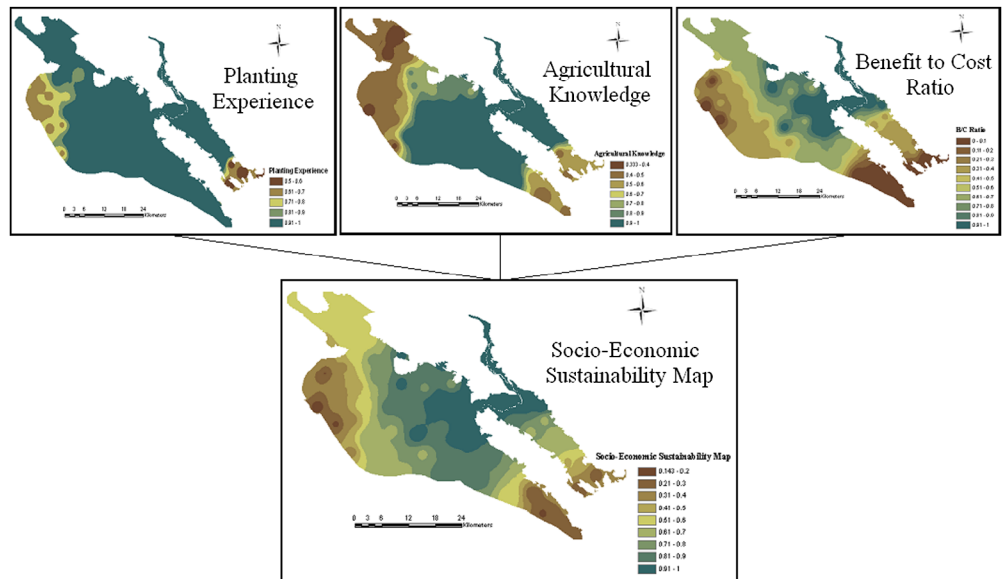 N
Planting
Experience
Planting Experience
0.5 - 0.6
0.61 - 0.7
0.71 - 0.8
0.81 - 0.9
0.91 - 1
0 3 6 12 18 24
Kilometers
N
Agricultural
Knowledge
Agricultural Knowledge
0.333 - 0.4
0.4 - 0.5
0.5 - 0.6
0.6 - 0.7
0.7 - 0.8
0.8 - 0.9
0.9 - 1
0 3 6 12 18 24
Kilometers
N
Benefit to Cost
Ratio
B/C Ratio
0 - 0.1
0.11 - 0.2
0.21 - 0.3
0.31 - 0.4
0.41 - 0.5
0.51 - 0.6
0.61 - 0.7
0.71 - 0.8
0.81 - 0.9
0.91 - 1
0 3 6 12 18 24
Kilometers
N
Socio-Economic
Sustainability Map
Socio-Economic Sustainability Map
0.143 - 0.2
0.21 - 0.3
0.31 - 0.4
0.41 - 0.5
0.51 - 0.6
0.61 - 0.7
0.71 - 0.8
0.81 - 0.9
0.91 - 1
0 3 6 12 18 24
Kilometers